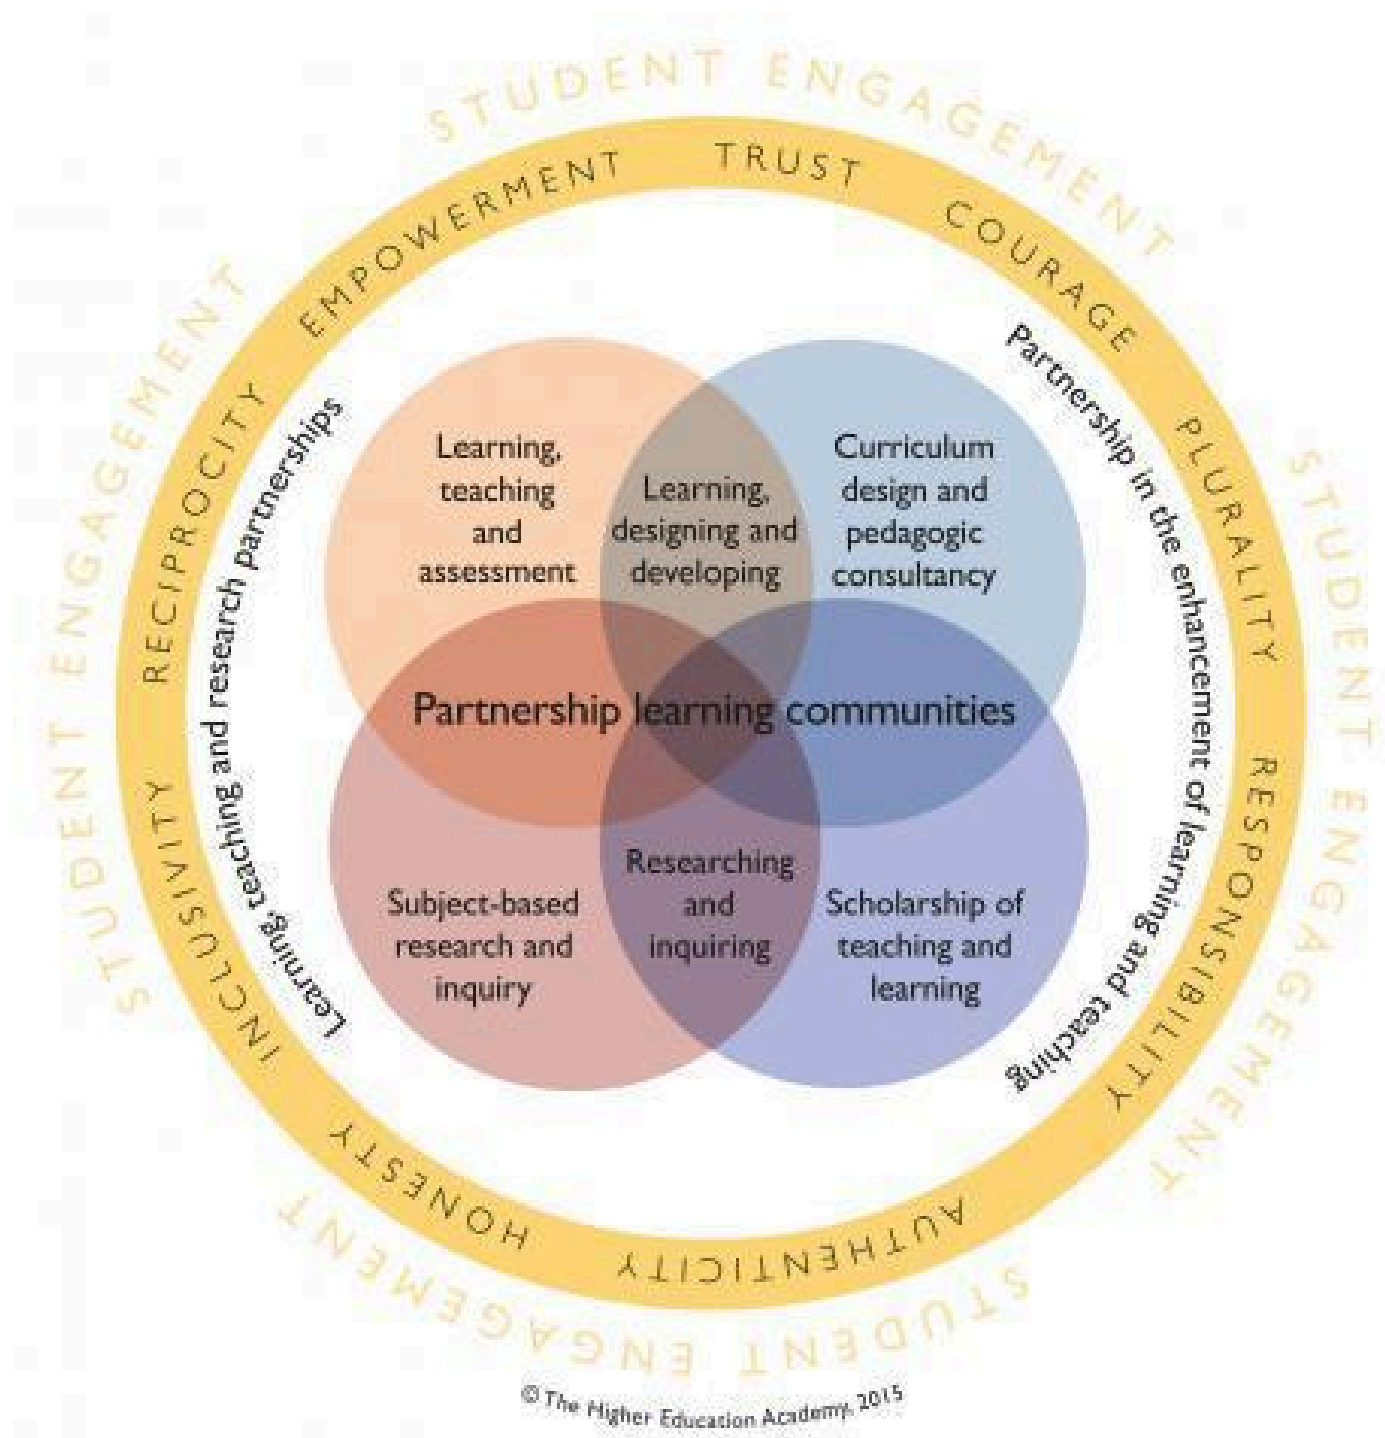 STUDENT ENGAGEMENT
STUDENT ENGAGEMENT
STUDENT ENGAGEMENT
STUDENT ENGAGEMENT
TRUST
COURAGE
PLURALITY
RESPONSIBILITY
AUTHENTICITY
HONESTY
INCLUSIVITY
RECIPROCITY
EMPOWERMENT
Learning, teaching and research partnerships
Partnership in the enhancement of learning and teaching
Learning,
teaching
and
assessment
Learning,
designing and
developing
Curriculum
design and
pedagogic
consultancy
Partnership learning communities
Subject-based
research and
inquiry
Researching
and
inquiring
Scholarship of
teaching and
learning
© The Higher Education Academy, 2015